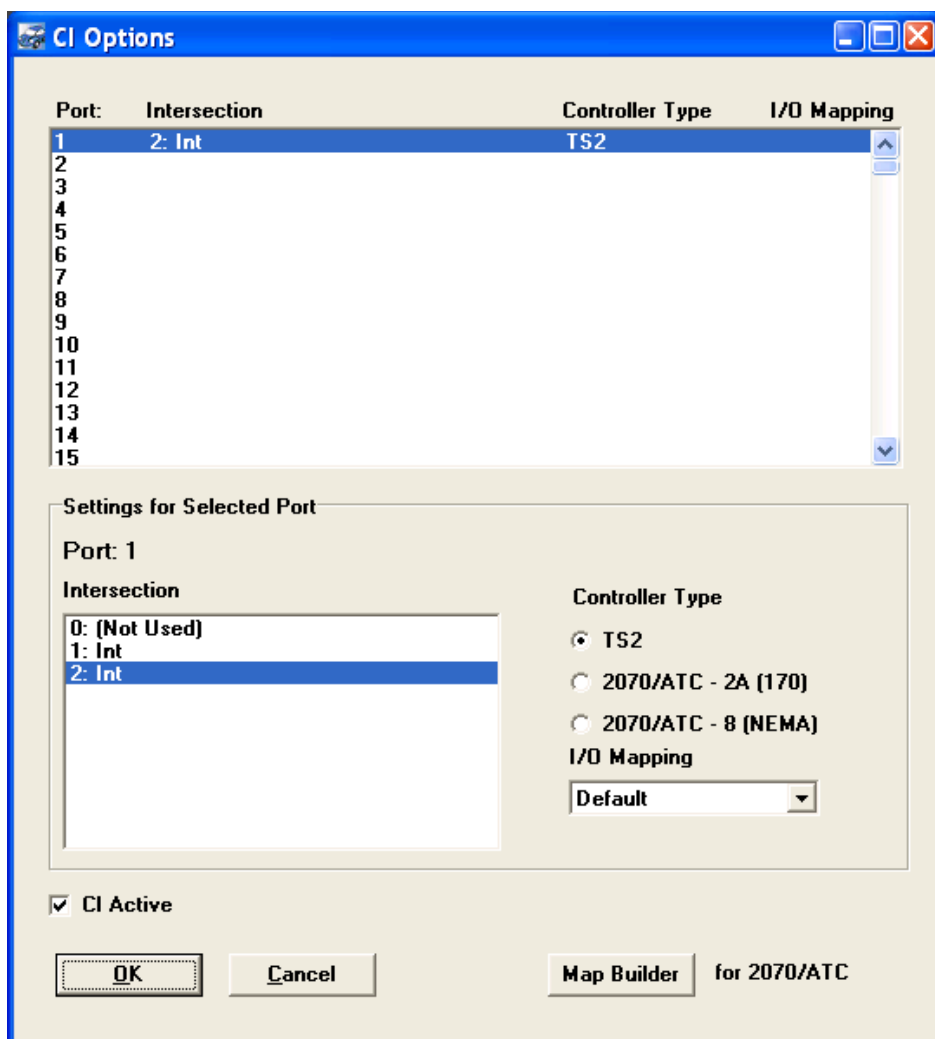 CI Options
Port: Intersection Controller Type I/O Mapping
1 2: Int TS2
2
3
4
5
6
7
8
9
10
11
12
13
14
15
Settings for Selected Port
Port: 1
Intersection
0: (Not Used)
1: Int
2: Int
Controller Type
TS2
2070/ATC - 2A (170)
2070/ATC - 8 (NEMA)
I/O Mapping
Default
CI Active
OK Cancel Map Builder for 2070/ATC